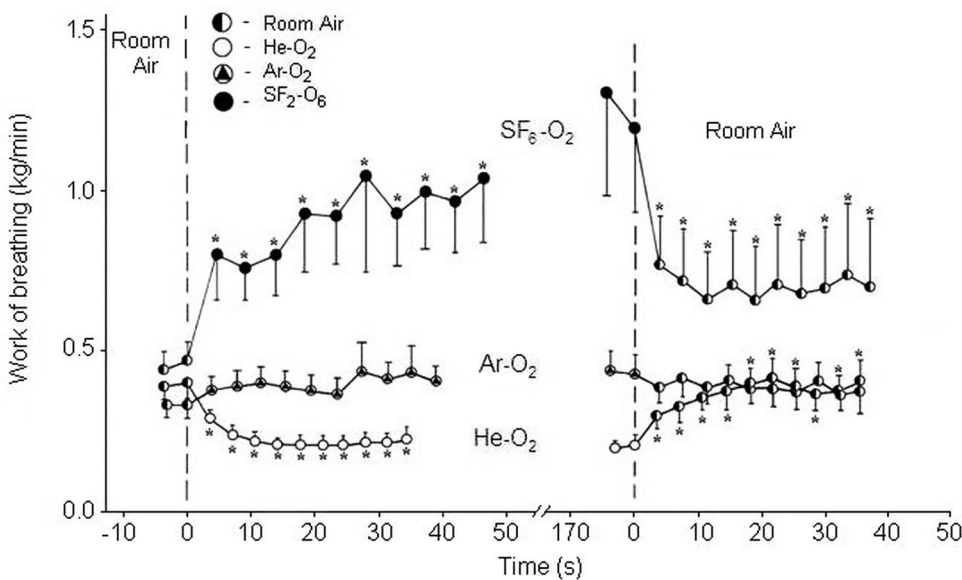 Room Air
- Room Air
- He-O₂
- Ar-O₂
- SF₂-O₆
1.5
1.0
0.5
0.0
Work of breathing (kg/min)
SF₆-O₂
Room Air
Ar-O₂
He-O₂
* * * * * * * * * * *
* * * * * * * * * *
* * * * * * * * * *
* * * * *
* * * * *
-10 0 10 20 30 40 50 // 170 0 10 20 30 40 50
Time (s)